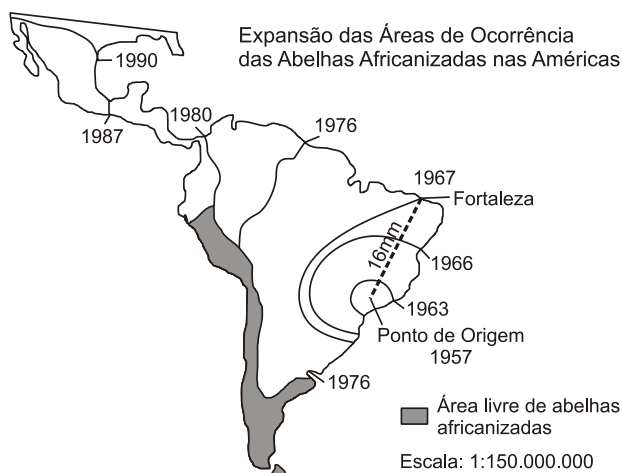 Expansão das Áreas de Ocorrência
das Abelhas Africanizadas nas Américas
1990
1987
1980
1976
1967
Fortaleza
16mm
1966
1963
Ponto de Origem
1957
1976
Área livre de abelhas
africanizadas
Escala: 1:150.000.000